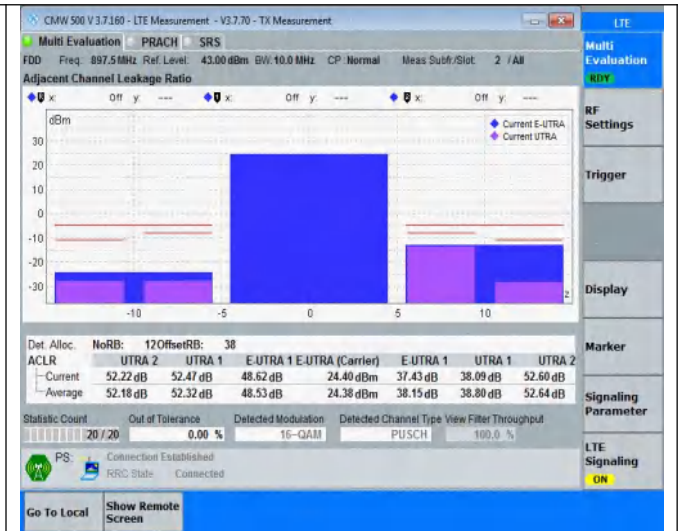 CMW 500 V 3.7.160 - LTE Measurement - V3.7.70 - TX Measurement
LTE
Multi Evaluation PRACH SRS
Multi Evaluation
RDY
FDD Freq: 897.5 MHz Ref. Level: 43.00 dBm BW: 10.0 MHz CP: Normal Meas Subfr./Slot: 2 / All
Adjacent Channel Leakage Ratio
x: Off y: --- x: Off y: --- x: Off y: ---
dBm
Current E-UTRA
Current UTRA
30
20
10
0
-10
-20
-30
-10 -5 0 5 10
RF Settings
Trigger
Display
Marker
Signaling Parameter
LTE Signaling
ON
Det. Alloc. NoRB: 12 OffsetRB: 38
ACLR UTRA 2 UTRA 1 E-UTRA 1 E-UTRA (Carrier) E-UTRA 1 UTRA 1 UTRA 2
Current 52.22 dB 52.47 dB 48.62 dB 24.40 dBm 37.43 dB 38.09 dB 52.60 dB
Average 52.18 dB 52.32 dB 48.53 dB 24.38 dBm 38.15 dB 38.80 dB 52.64 dB
Statistic Count Out of Tolerance Detected Modulation Detected Channel Type View Filter Throughput
20 / 20 0.00 % 16-QAM PUSCH 100.0 %
PS: Connection Established
RRC State Connected
Go To Local
Show Remote Screen